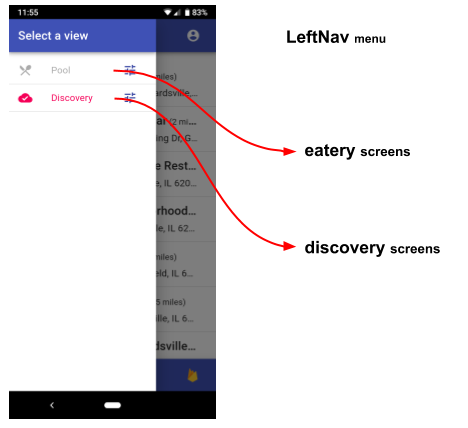 11:55 83%
Select a view
Pool
Discovery
miles)
ardsville,...
ar (2 mi...
ing Dr, G...
e Rest...
e, IL 620...
rhood...
le, IL 62...
miles)
eld, IL 6...
5 miles)
ille, IL 6...
dsville...
LeftNav menu
eatery screens
discovery screens